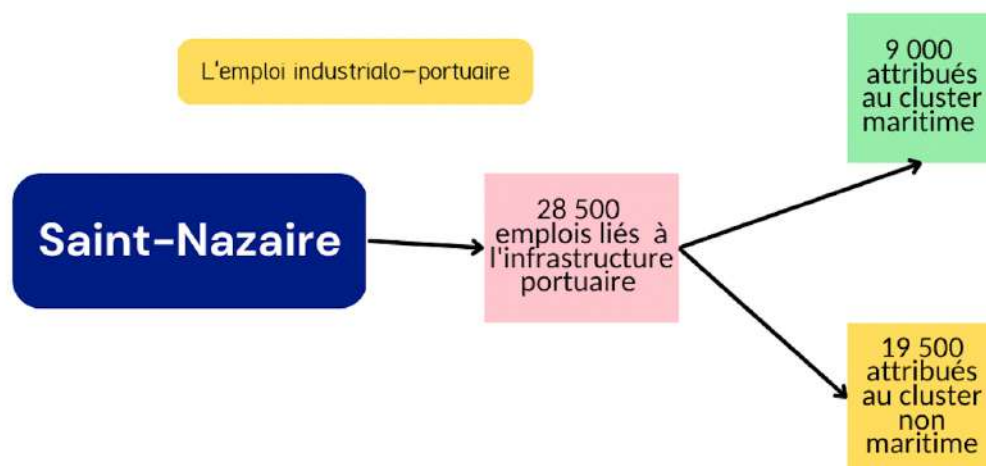 L'emploi industrialo-portuaire
Saint-Nazaire
28 500
emplois liés à
l'infrastructure
portuaire
9 000
attribués
au cluster
maritime
19 500
attribués
au cluster
non
maritime